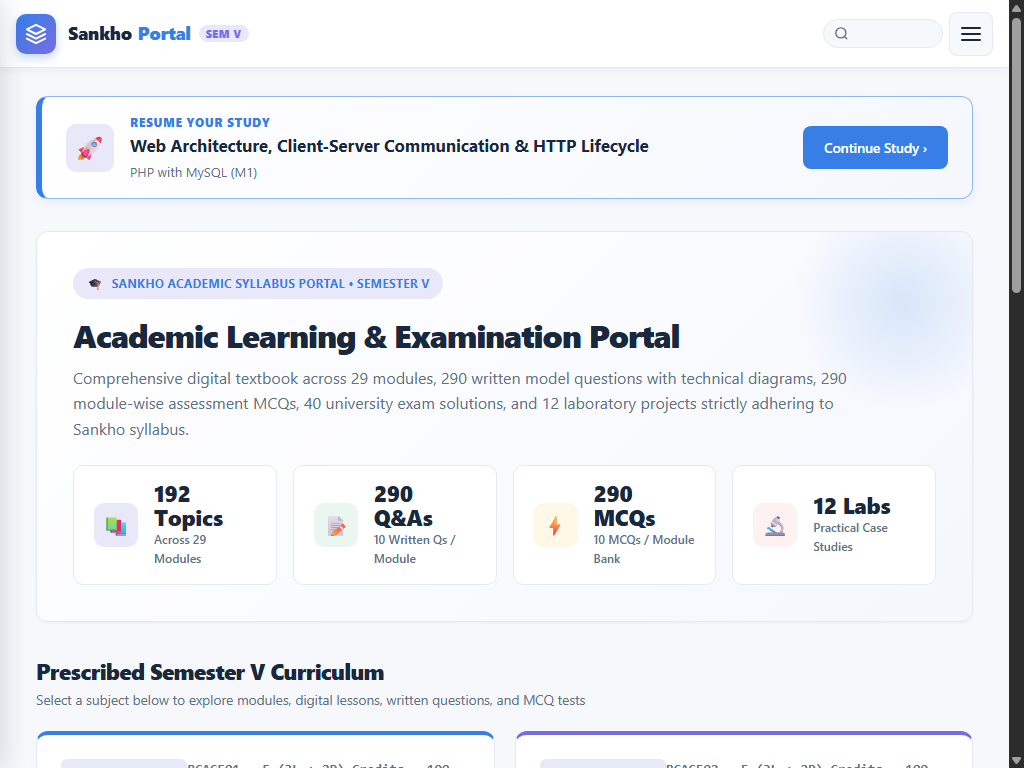 Sankho Portal SEM V
RESUME YOUR STUDY
Web Architecture, Client-Server Communication & HTTP Lifecycle
PHP with MySQL (M1)
Continue Study ›
SANKHO ACADEMIC SYLLABUS PORTAL • SEMESTER V
Academic Learning & Examination Portal
Comprehensive digital textbook across 29 modules, 290 written model questions with technical diagrams, 290
module-wise assessment MCQs, 40 university exam solutions, and 12 laboratory projects strictly adhering to
Sankho syllabus.
192
Topics
Across 29
Modules
290
Q&As
10 Written Qs /
Module
290
MCQs
10 MCQs / Module
Bank
12 Labs
Practical Case
Studies
Prescribed Semester V Curriculum
Select a subject below to explore modules, digital lessons, written questions, and MCQ tests